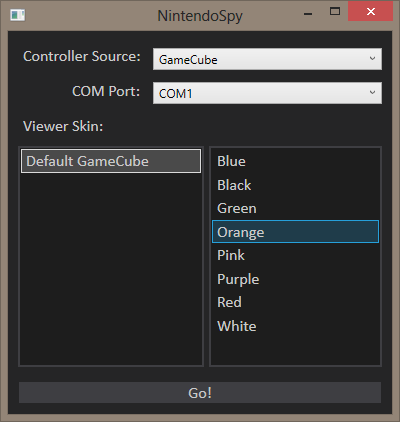 NintendoSpy
Controller Source: GameCube
COM Port: COM1
Viewer Skin:
Default GameCube
Blue
Black
Green
Orange
Pink
Purple
Red
White
Go!